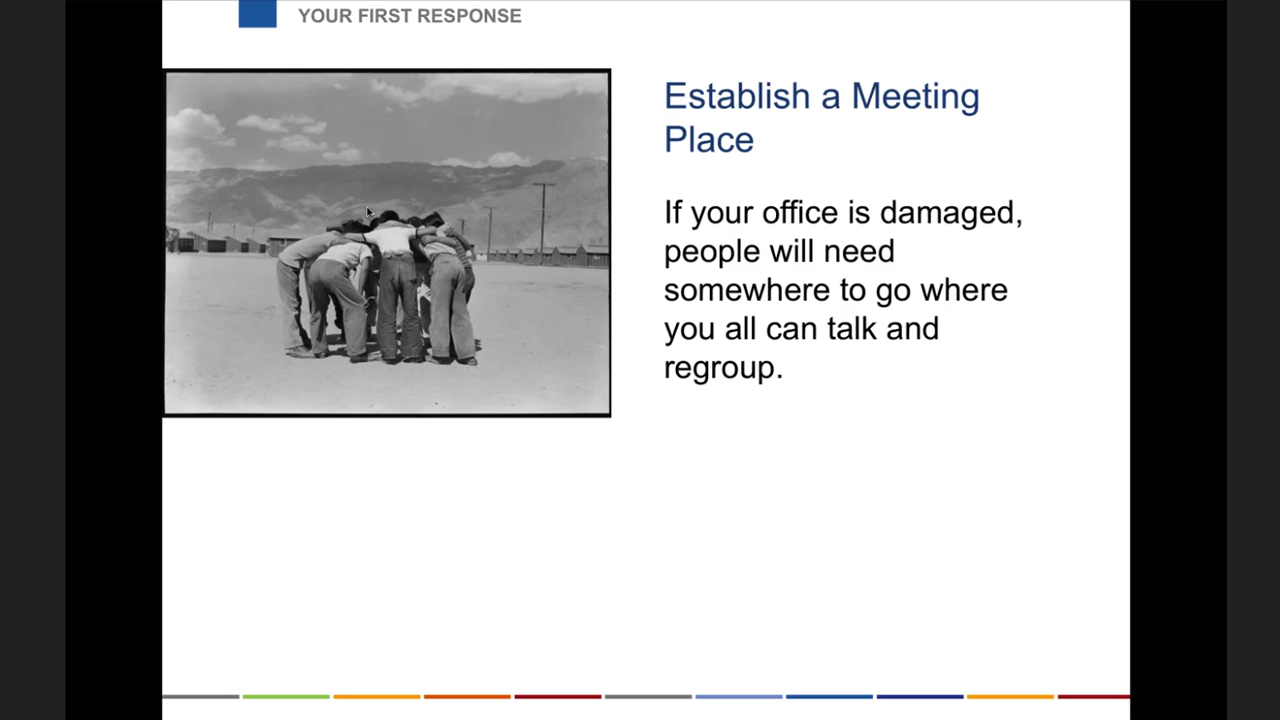 YOUR FIRST RESPONSE
Establish a Meeting
Place
If your office is damaged,
people will need
somewhere to go where
you all can talk and
regroup.